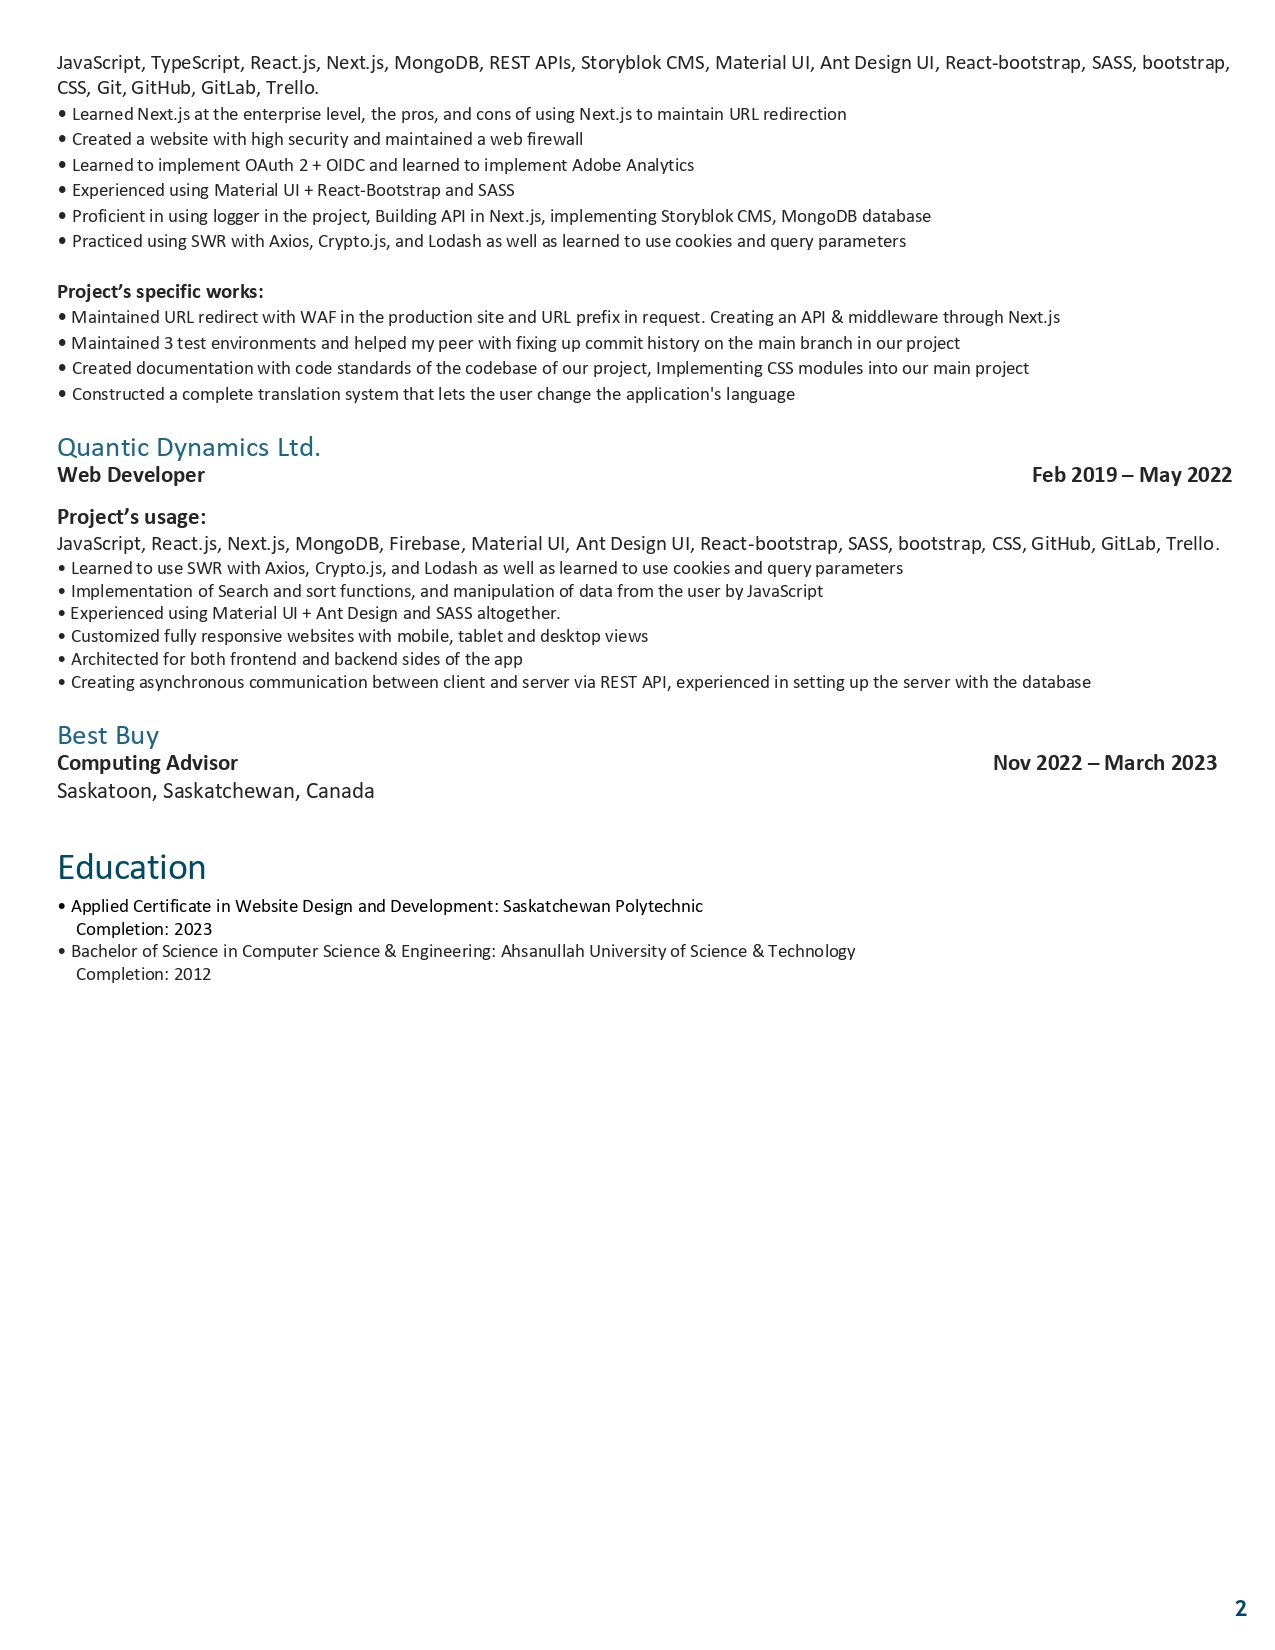 JavaScript, TypeScript, React.js, Next.js, MongoDB, REST APIs, Storyblok CMS, Material UI, Ant Design UI, React-bootstrap, SASS, bootstrap,
CSS, Git, GitHub, GitLab, Trello.
• Learned Next.js at the enterprise level, the pros, and cons of using Next.js to maintain URL redirection
• Created a website with high security and maintained a web firewall
• Learned to implement OAuth 2 + OIDC and learned to implement Adobe Analytics
• Experienced using Material UI + React-Bootstrap and SASS
• Proficient in using logger in the project, Building API in Next.js, implementing Storyblok CMS, MongoDB database
• Practiced using SWR with Axios, Crypto.js, and Lodash as well as learned to use cookies and query parameters
Project’s specific works:
• Maintained URL redirect with WAF in the production site and URL prefix in request. Creating an API & middleware through Next.js
• Maintained 3 test environments and helped my peer with fixing up commit history on the main branch in our project
• Created documentation with code standards of the codebase of our project, Implementing CSS modules into our main project
• Constructed a complete translation system that lets the user change the application's language
Quantic Dynamics Ltd.
Web Developer Feb 2019 – May 2022
Project’s usage:
JavaScript, React.js, Next.js, MongoDB, Firebase, Material UI, Ant Design UI, React-bootstrap, SASS, bootstrap, CSS, GitHub, GitLab, Trello.
• Learned to use SWR with Axios, Crypto.js, and Lodash as well as learned to use cookies and query parameters
• Implementation of Search and sort functions, and manipulation of data from the user by JavaScript
• Experienced using Material UI + Ant Design and SASS altogether.
• Customized fully responsive websites with mobile, tablet and desktop views
• Architected for both frontend and backend sides of the app
• Creating asynchronous communication between client and server via REST API, experienced in setting up the server with the database
Best Buy
Computing Advisor Nov 2022 – March 2023
Saskatoon, Saskatchewan, Canada
Education
• Applied Certificate in Website Design and Development: Saskatchewan Polytechnic
Completion: 2023
• Bachelor of Science in Computer Science & Engineering: Ahsanullah University of Science & Technology
Completion: 2012
2